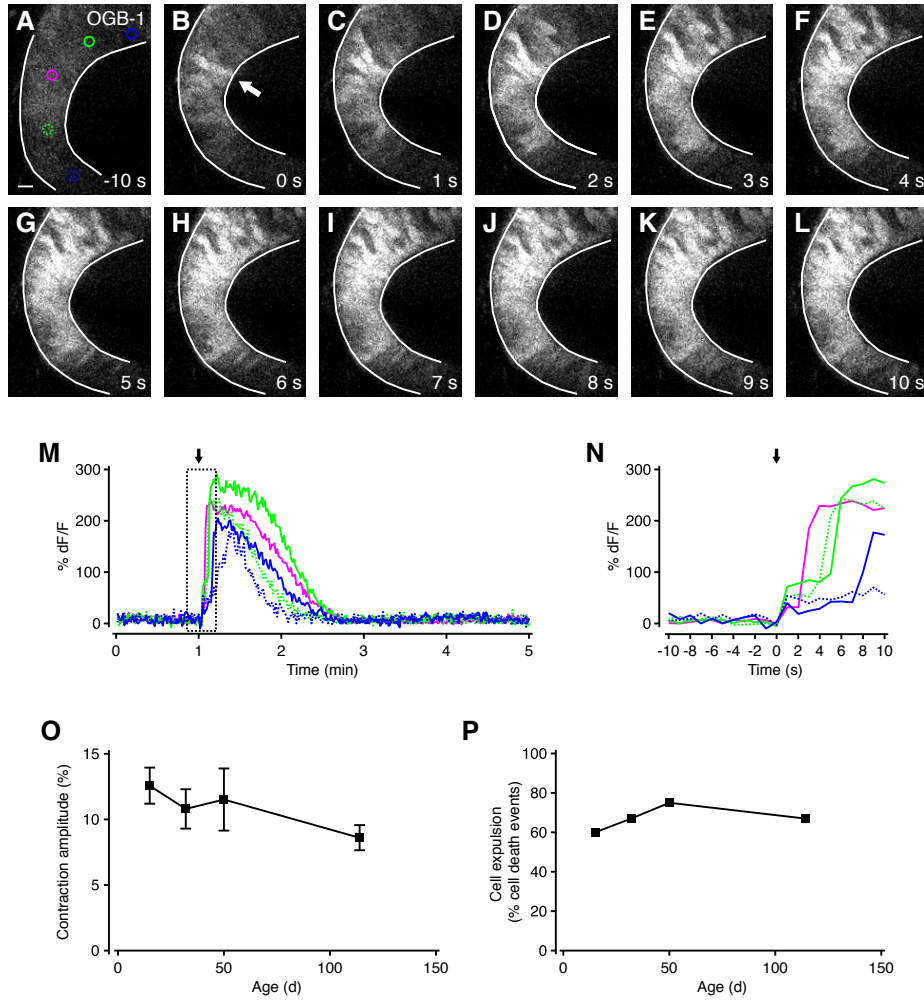 A OGB-1 B C D E F
-10 s 0 s 1 s 2 s 3 s 4 s
G H I J K L
5 s 6 s 7 s 8 s 9 s 10 s
M N
300 300
200 200
100 100
0 0
% dF/F % dF/F
0 1 2 3 4 5 -10 -8 -6 -4 -2 0 2 4 6 8 10
Time (min) Time (s)
O P
15 100
80
10 60
5 40
20
0 0
Contraction amplitude (%) Cell expulsion
(% cell death events)
0 50 100 150 0 50 100 150
Age (d) Age (d)